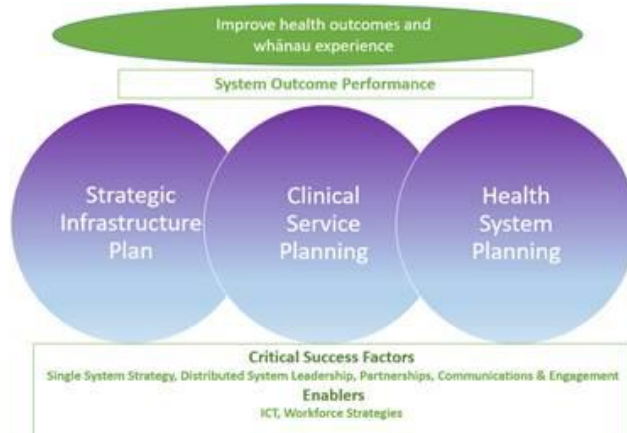 Improve health outcomes and
whānau experience
System Outcome Performance
Strategic
Infrastructure
Plan
Clinical
Service
Planning
Health
System
Planning
Critical Success Factors
Single System Strategy, Distributed System Leadership, Partnerships, Communications & Engagement
Enablers
ICT, Workforce Strategies